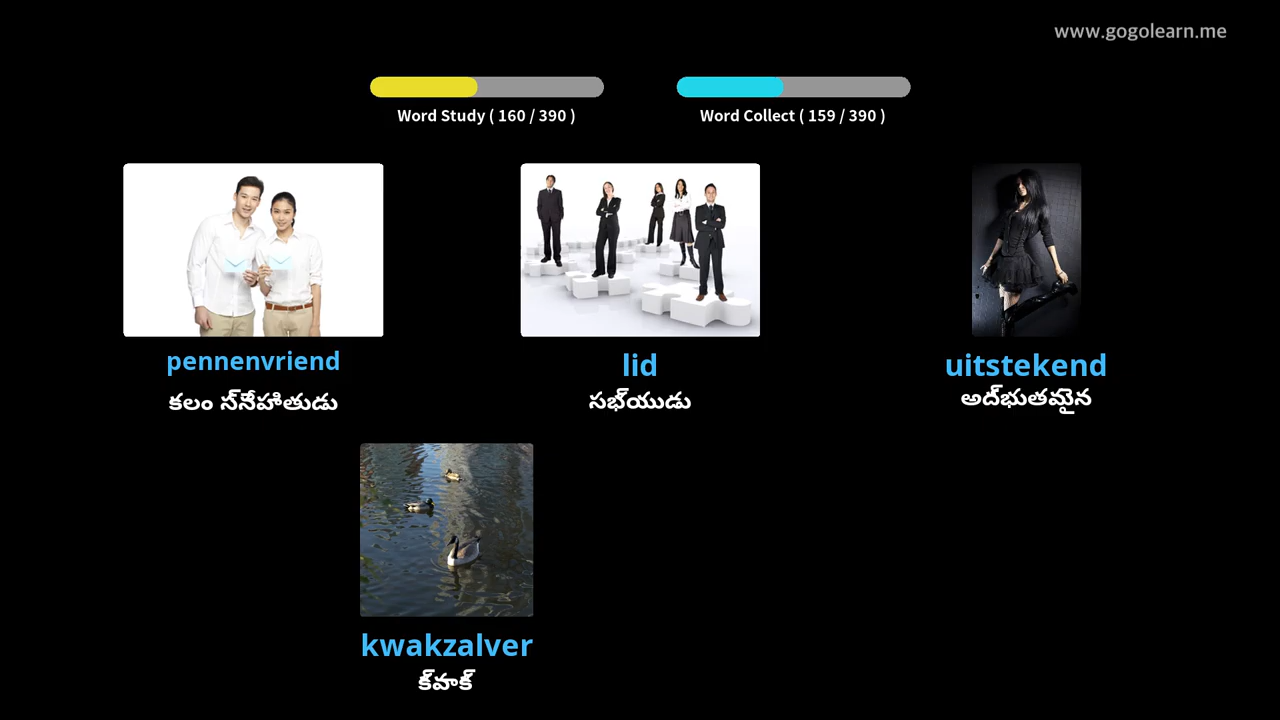 www.gogolearn.me
Word Study ( 160 / 390 )
Word Collect ( 159 / 390 )
pennenvriend
కలం స్నేహితుడు
lid
సభ్యుడు
uitstekend
అద్భుతమైన
kwakzalver
క్వాక్